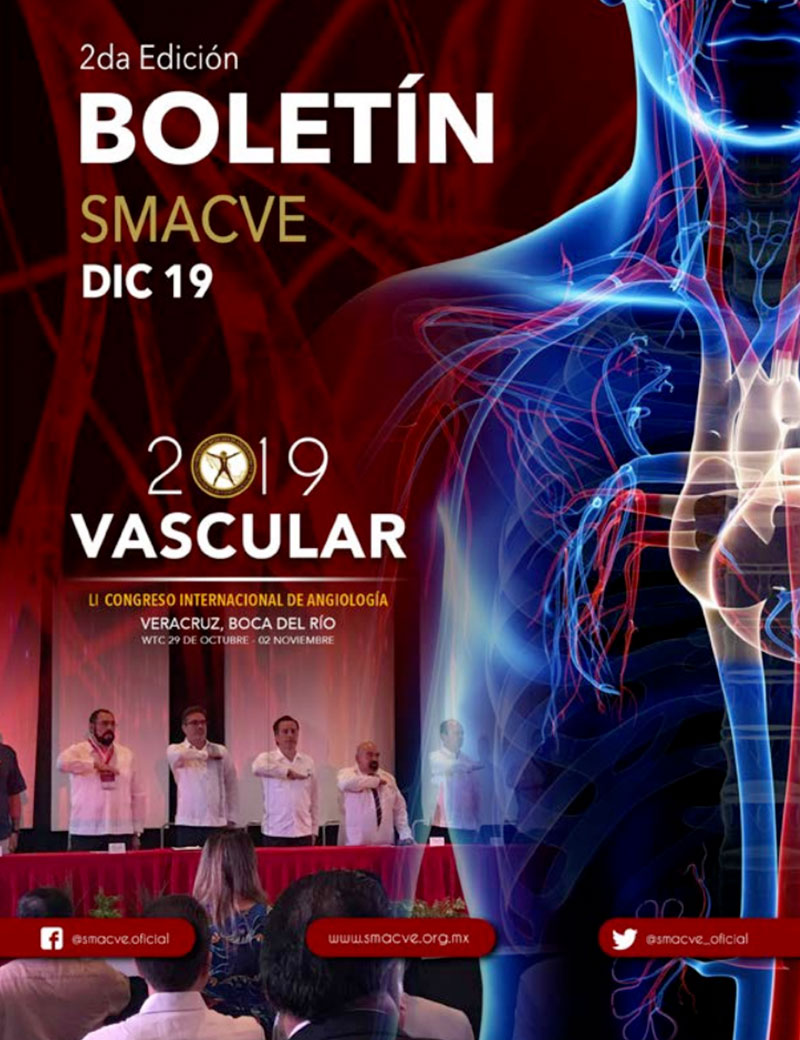 2da Edición
BOLETÍN
SMACVE
DIC 19
2019
VASCULAR
LI CONGRESO INTERNACIONAL DE ANGIOLOGÍA
VERACRUZ, BOCA DEL RÍO
WTC 29 DE OCTUBRE - 02 NOVIEMBRE
@smacve.oficial
www.smacve.org.mx
@smacve_oficial